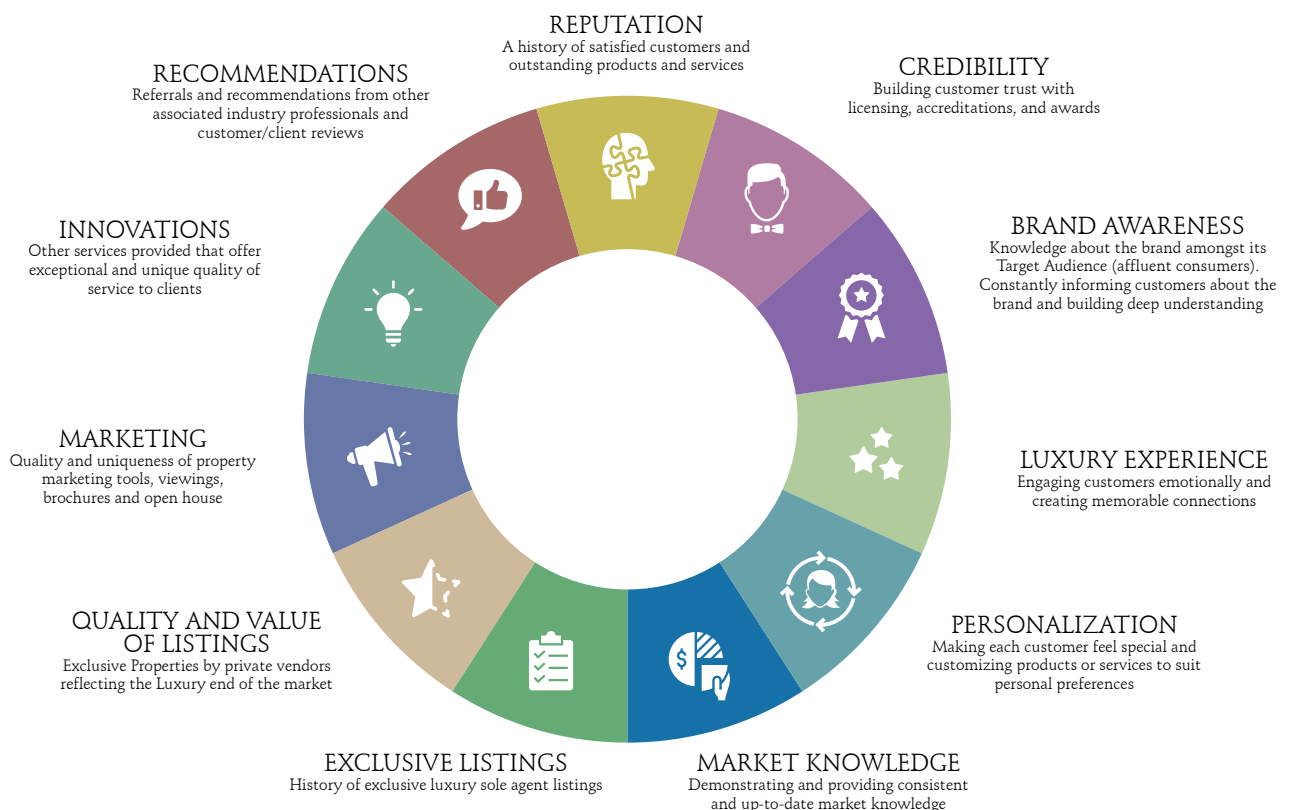 REPUTATION
A history of satisfied customers and
outstanding products and services
CREDIBILITY
Building customer trust with
licensing, accreditations, and awards
BRAND AWARENESS
Knowledge about the brand amongst its
Target Audience (affluent consumers).
Constantly informing customers about the
brand and building deep understanding
LUXURY EXPERIENCE
Engaging customers emotionally and
creating memorable connections
PERSONALIZATION
Making each customer feel special and
customizing products or services to suit
personal preferences
MARKET KNOWLEDGE
Demonstrating and providing consistent
and up-to-date market knowledge
EXCLUSIVE LISTINGS
History of exclusive luxury sole agent listings
QUALITY AND VALUE
OF LISTINGS
Exclusive Properties by private vendors
reflecting the Luxury end of the market
MARKETING
Quality and uniqueness of property
marketing tools, viewings,
brochures and open house
INNOVATIONS
Other services provided that offer
exceptional and unique quality of
service to clients
RECOMMENDATIONS
Referrals and recommendations from other
associated industry professionals and
customer/client reviews
$